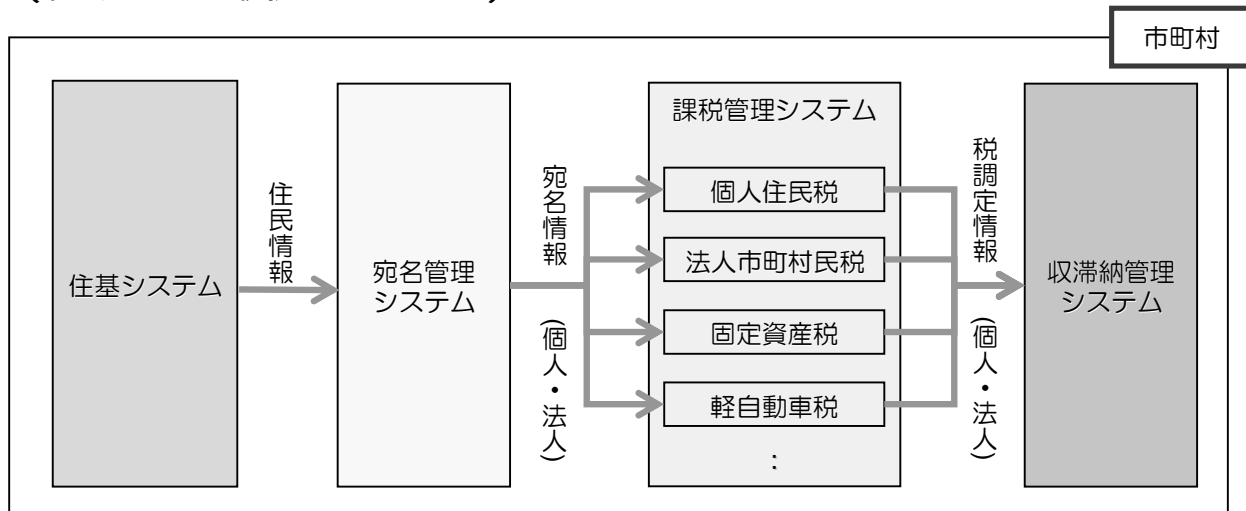 市町村
住基システム
住民情報
宛名管理
システム
宛名情報
(個人・法人)
課税管理システム
個人住民税
法人市町村民税
固定資産税
軽自動車税
:
税調定情報
(個人・法人)
収滞納管理
システム